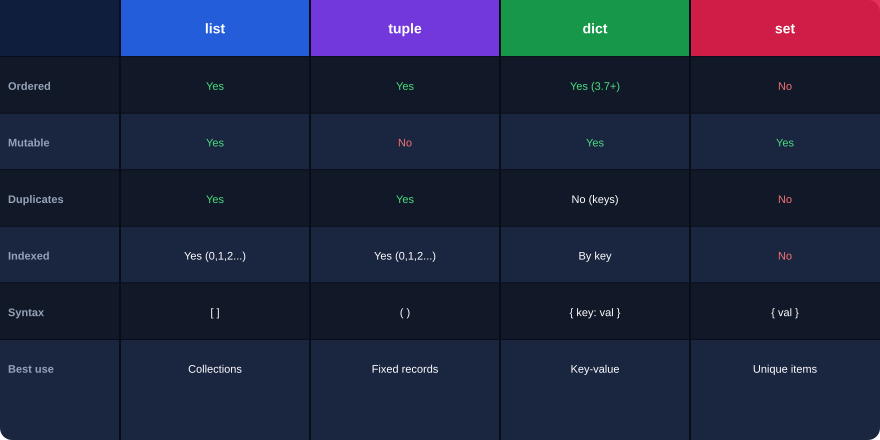 list tuple dict set
Ordered Yes Yes Yes (3.7+) No
Mutable Yes No Yes Yes
Duplicates Yes Yes No (keys) No
Indexed Yes (0,1,2...) Yes (0,1,2...) By key No
Syntax [ ] ( ) { key: val } { val }
Best use Collections Fixed records Key-value Unique items